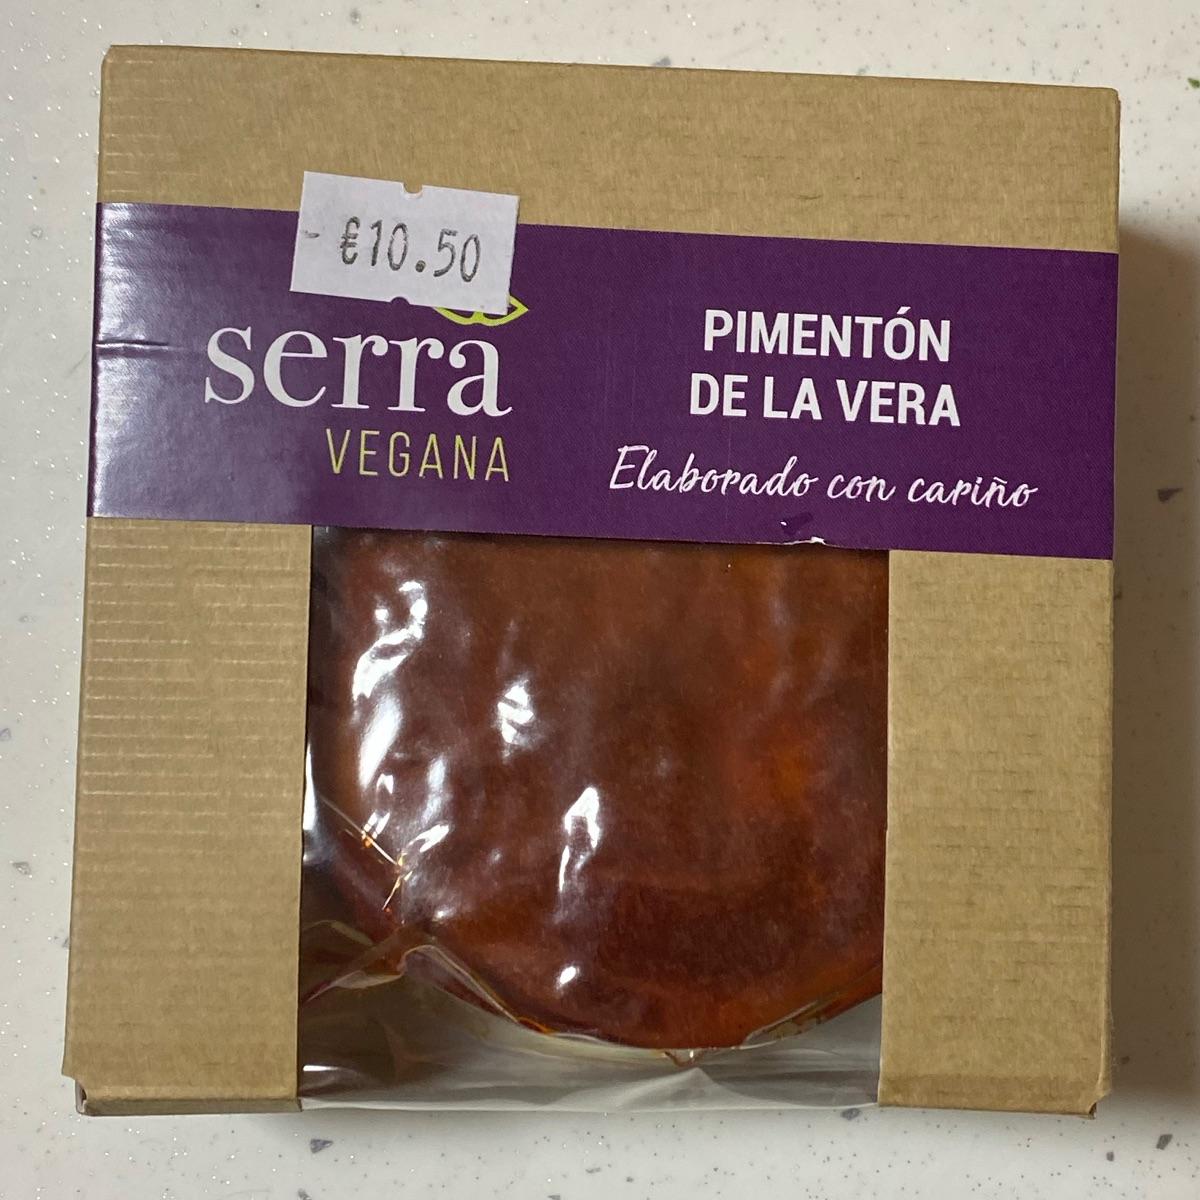 €10.50
serra
VEGANA
PIMENTÓN
DE LA VERA
Elaborado con cariño